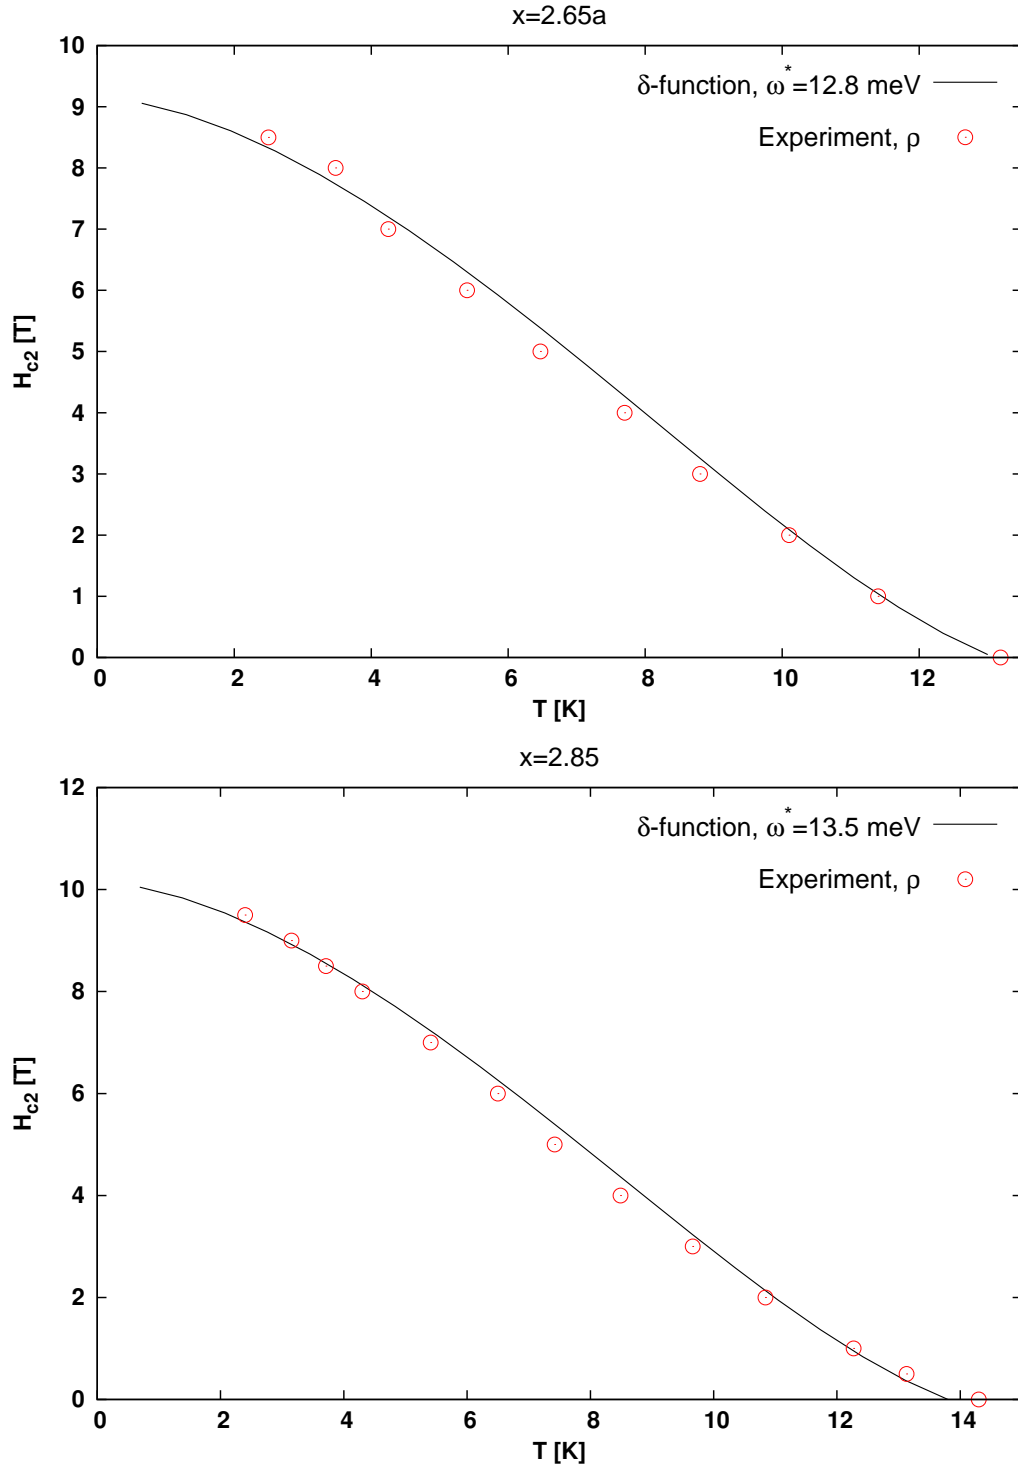 x=2.65a
10
9
8
7
6
5
4
3
2
1
0
H_c2 [T]
δ-function, ω*=12.8 meV
Experiment, ρ
0 2 4 6 8 10 12
T [K]
x=2.85
12
10
8
6
4
2
0
H_c2 [T]
δ-function, ω*=13.5 meV
Experiment, ρ
0 2 4 6 8 10 12 14
T [K]